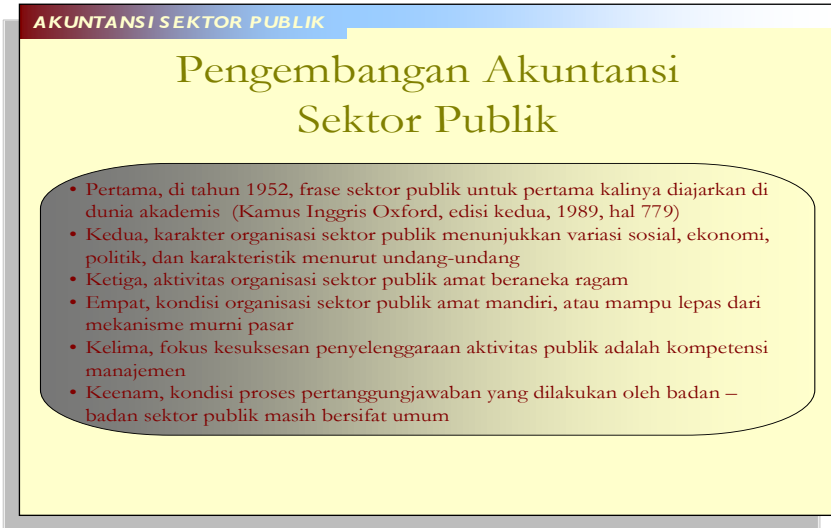 AKUNTANSI SEKTOR PUBLIK
Pengembangan Akuntansi
Sektor Publik
• Pertama, di tahun 1952, frase sektor publik untuk pertama kalinya diajarkan di
dunia akademis (Kamus Inggris Oxford, edisi kedua, 1989, hal 779)
• Kedua, karakter organisasi sektor publik menunjukkan variasi sosial, ekonomi,
politik, dan karakteristik menurut undang-undang
• Ketiga, aktivitas organisasi sektor publik amat beraneka ragam
• Empat, kondisi organisasi sektor publik amat mandiri, atau mampu lepas dari
mekanisme murni pasar
• Kelima, fokus kesuksesan penyelenggaraan aktivitas publik adalah kompetensi
manajemen
• Keenam, kondisi proses pertanggungjawaban yang dilakukan oleh badan –
badan sektor publik masih bersifat umum